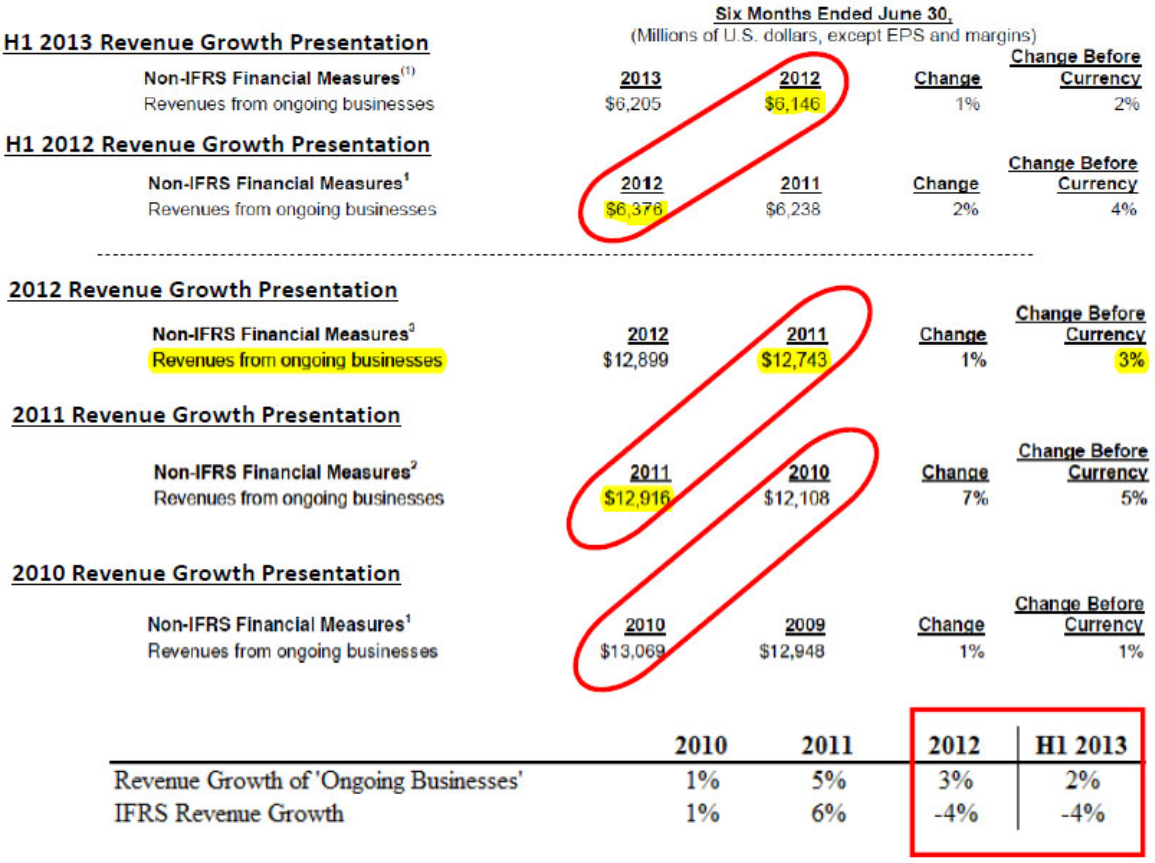 Six Months Ended June 30,
(Millions of U.S. dollars, except EPS and margins)
H1 2013 Revenue Growth Presentation
Change Before
Non-IFRS Financial Measures(1) 2013 2012 Change Currency
Revenues from ongoing businesses $6,205 $6,146 1% 2%
H1 2012 Revenue Growth Presentation
Change Before
Non-IFRS Financial Measures1 2012 2011 Change Currency
Revenues from ongoing businesses $6,376 $6,238 2% 4%
2012 Revenue Growth Presentation
Change Before
Non-IFRS Financial Measures3 2012 2011 Change Currency
Revenues from ongoing businesses $12,899 $12,743 1% 3%
2011 Revenue Growth Presentation
Change Before
Non-IFRS Financial Measures2 2011 2010 Change Currency
Revenues from ongoing businesses $12,916 $12,108 7% 5%
2010 Revenue Growth Presentation
Change Before
Non-IFRS Financial Measures1 2010 2009 Change Currency
Revenues from ongoing businesses $13,069 $12,948 1% 1%
2010 2011 2012 H1 2013
Revenue Growth of 'Ongoing Businesses' 1% 5% 3% 2%
IFRS Revenue Growth 1% 6% -4% -4%